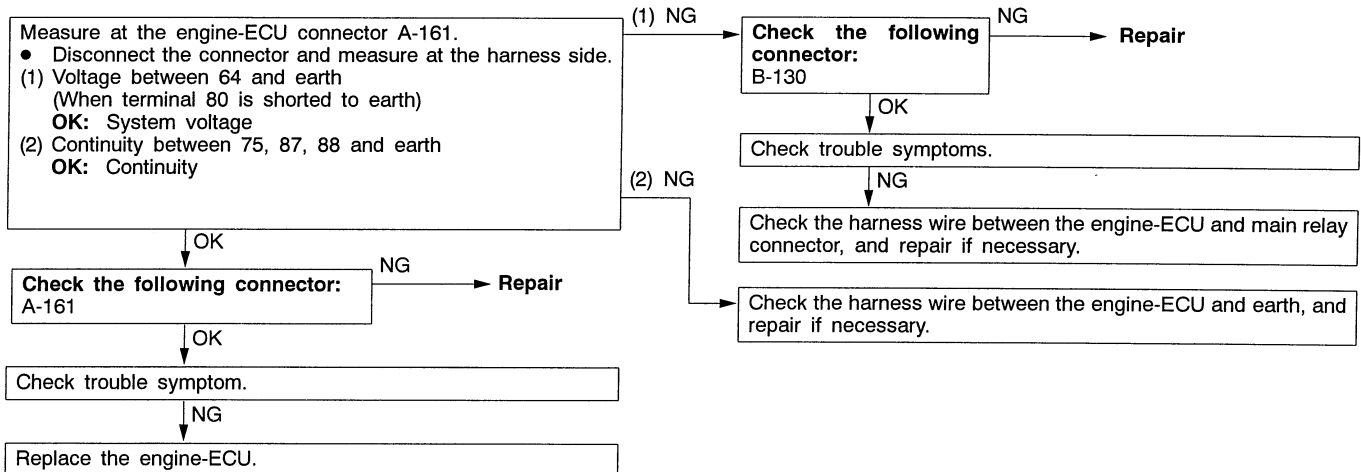 Measure at the engine-ECU connector A-161.
● Disconnect the connector and measure at the harness side.
(1) Voltage between 64 and earth
(When terminal 80 is shorted to earth)
OK: System voltage
(2) Continuity between 75, 87, 88 and earth
OK: Continuity
(1) NG
Check the following
connector:
B-130
NG
Repair
OK
Check trouble symptoms.
NG
Check the harness wire between the engine-ECU and main relay
connector, and repair if necessary.
(2) NG
Check the harness wire between the engine-ECU and earth, and
repair if necessary.
OK
Check the following connector:
A-161
NG
Repair
OK
Check trouble symptom.
NG
Replace the engine-ECU.